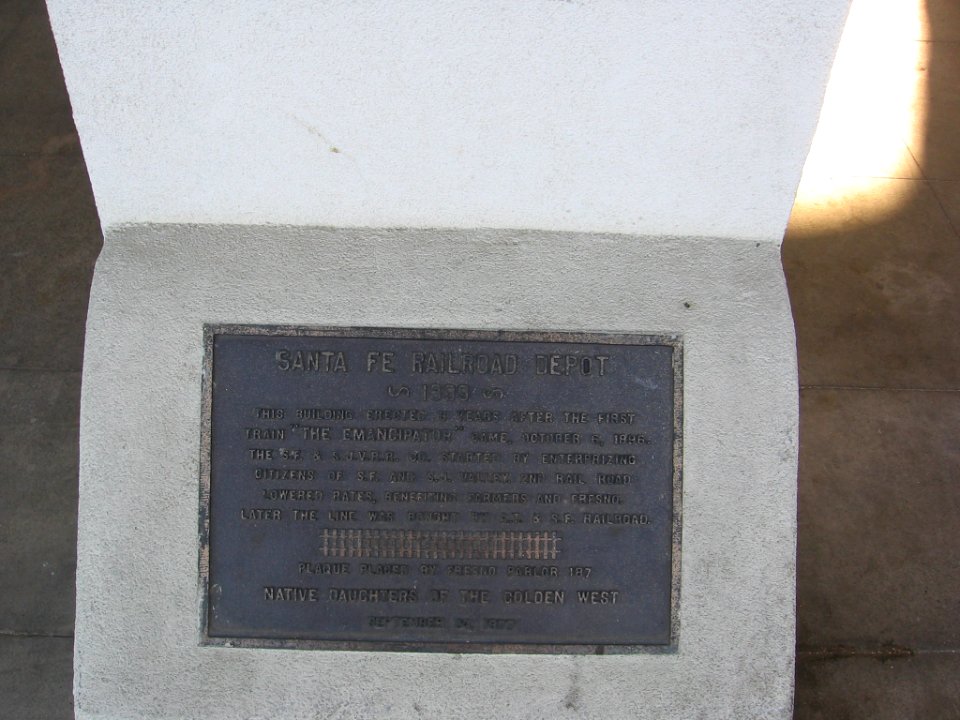 SANTA FE RAILROAD DEPOT
THIS BUILDING ERECTED 3 YEARS AFTER THE FIRST
TRAIN "THE EMANCIPATOR" CAME, OCTOBER 5, 1896.
THE S.F. & S.J.V.R.R. CO. STARTED BY ENTERPRIZING
CITIZENS OF S.F. AND S.J. VALLEY. 2ND RAIL ROAD
LOWERED RATES, BENEFITING FARMERS AND FRESNO.
LATER THE LINE WAS BOUGHT BY A.T. & S.F. RAILROAD.
PLAQUE PLACED BY FRESNO PARLOR 187
NATIVE DAUGHTERS OF THE GOLDEN WEST
SEPTEMBER